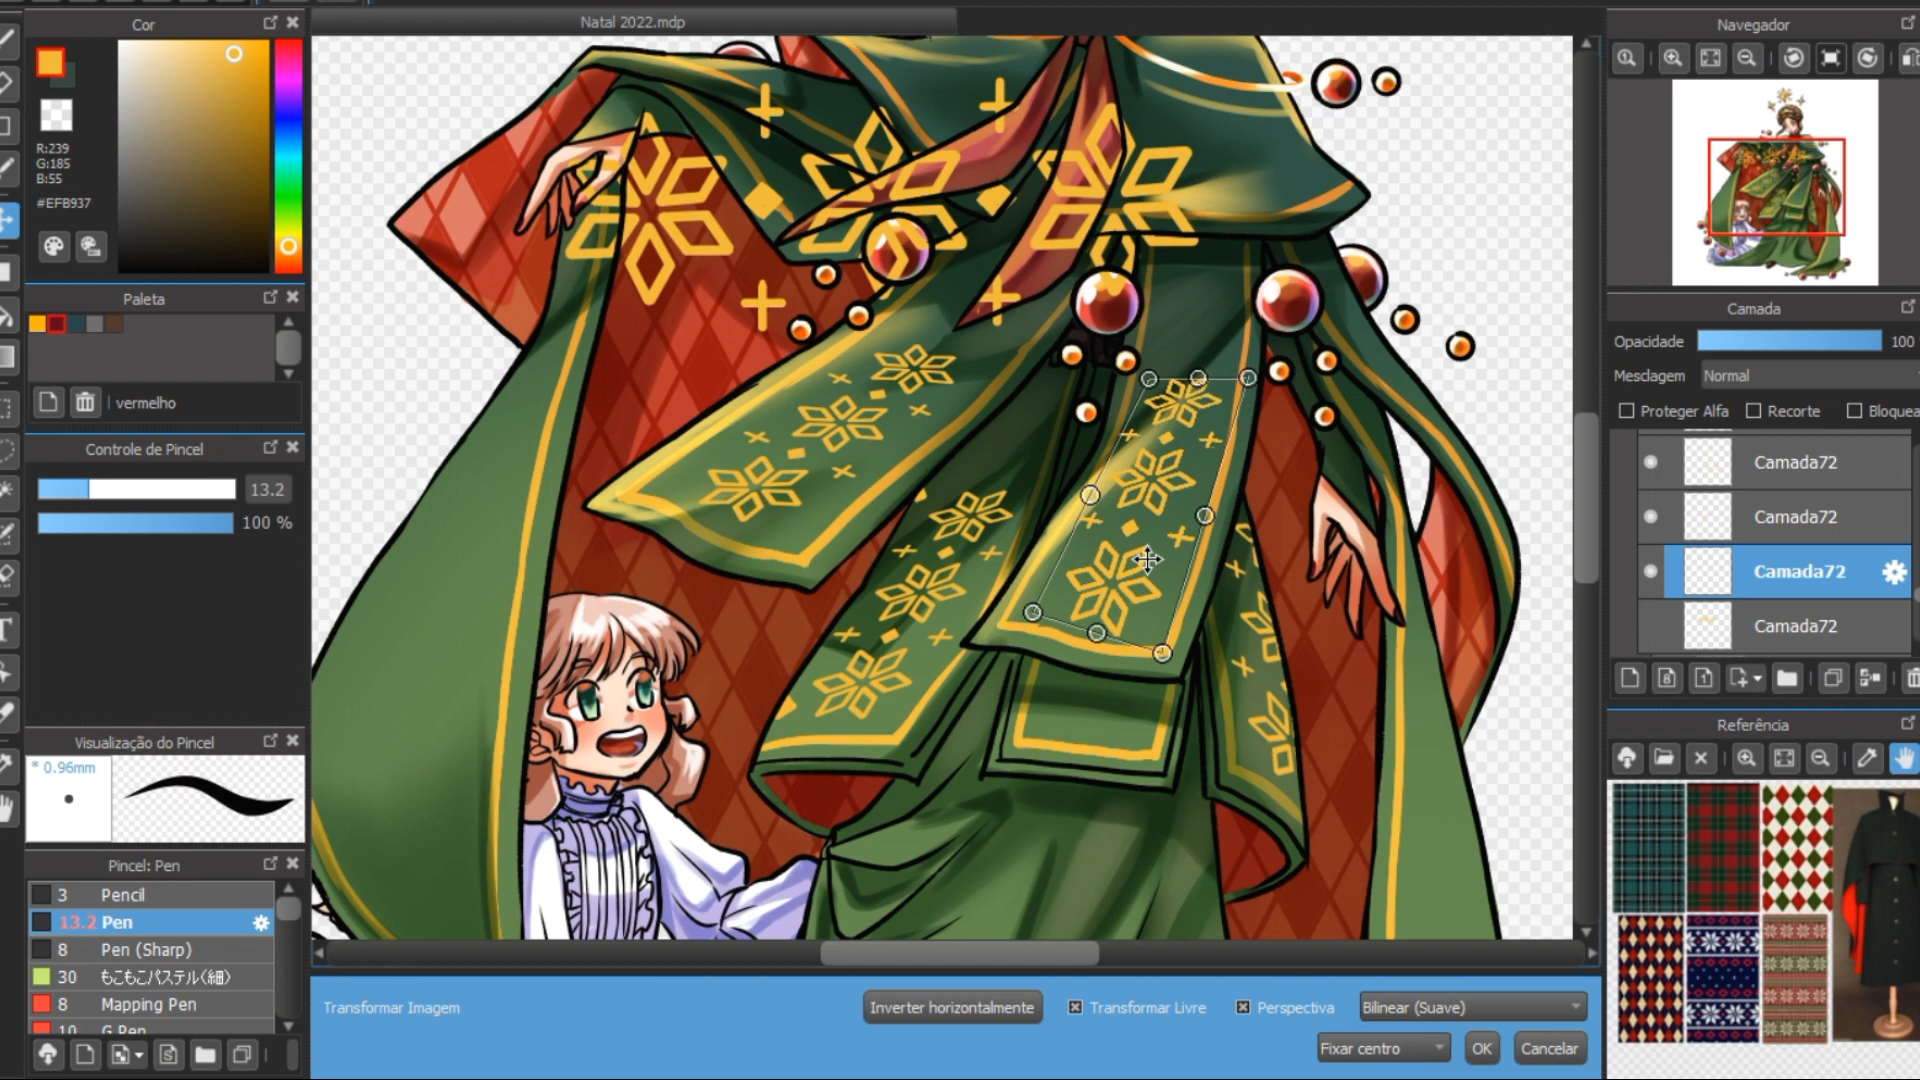 Natal 2022.mdp
Cor
R:239
G:185
B:55
#EFB937
Paleta
vermelho
Controle de Pincel
13.2
100 %
Visualização do Pincel
* 0.96mm
Pincel: Pen
3 Pencil
13.2 Pen
8 Pen (Sharp)
30 もこもこパステル(細)
8 Mapping Pen
10 G Pen
Transformar Imagem
Inverter horizontalmente
Transformar Livre
Perspectiva
Bilinear (Suave)
Fixar centro
OK
Cancelar
Navegador
Camada
Opacidade 100
Mesclagem Normal
Proteger Alfa
Recorte
Bloquea
Camada72
Camada72
Camada72
Camada72
Referência